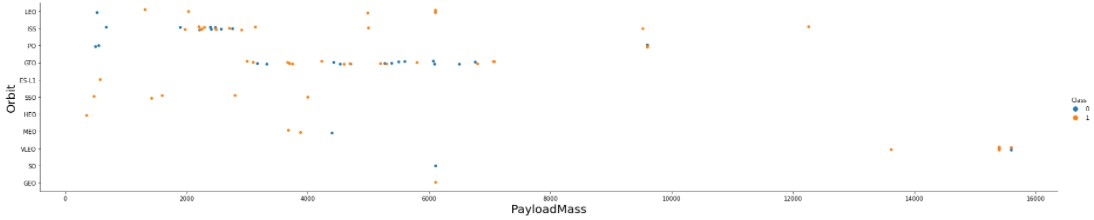 LEO
ISS
PO
GTO
ES-L1
SSO
HEO
MEO
VLEO
SO
GEO
Orbit
0 2000 4000 6000 8000 10000 12000 14000 16000
PayloadMass
Class
0
1